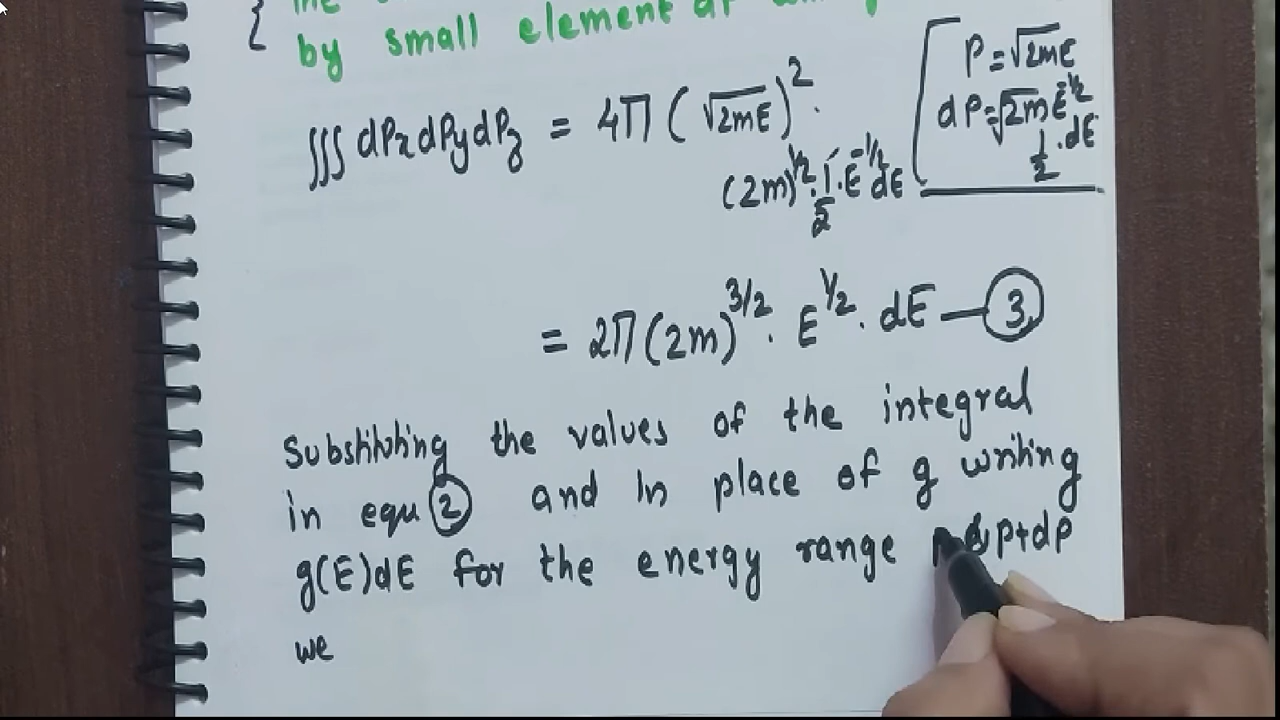 by small element
∫∫∫ dPx dPy dPz = 4Π (√2mE)².
(2m)^1/2 · 1/2 · E^-1/2 dE
P = √2mE
dP = √2m E^-1/2
1/2 · dE
= 2Π (2m)^3/2 · E^1/2 · dE — 3
Substituting the values of the integral
in equ 2 and in place of g writing
g(E)dE for the energy range & P+dP
we